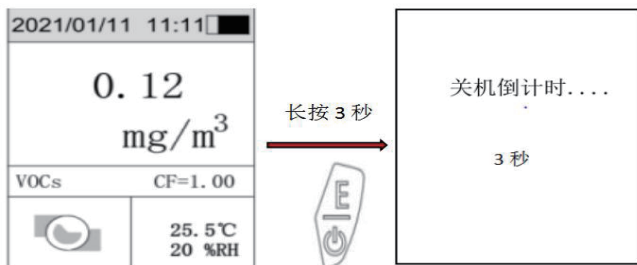 2021/01/11 11:11
0.12
mg/m³
VOCs CF=1.00
25.5℃
20 %RH
长按 3 秒
E
关机倒计时....
3 秒